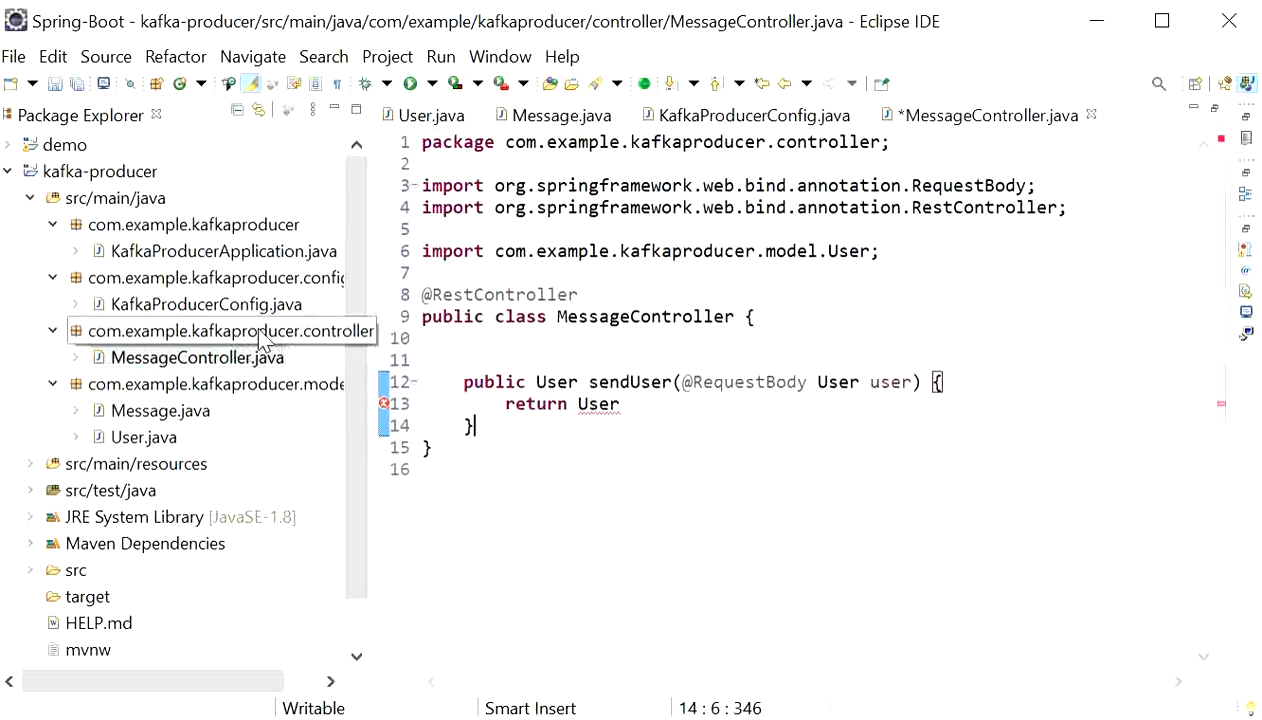 Spring-Boot - kafka-producer/src/main/java/com/example/kafkaproducer/controller/MessageController.java - Eclipse IDE
File Edit Source Refactor Navigate Search Project Run Window Help
Package Explorer
User.java Message.java KafkaProducerConfig.java *MessageController.java
demo
kafka-producer
src/main/java
com.example.kafkaproducer
KafkaProducerApplication.java
com.example.kafkaproducer.config
KafkaProducerConfig.java
com.example.kafkaproducer.controller
MessageController.java
com.example.kafkaproducer.mode
Message.java
User.java
src/main/resources
src/test/java
JRE System Library [JavaSE-1.8]
Maven Dependencies
src
target
HELP.md
mvnw
1 package com.example.kafkaproducer.controller;
2
3 import org.springframework.web.bind.annotation.RequestBody;
4 import org.springframework.web.bind.annotation.RestController;
5
6 import com.example.kafkaproducer.model.User;
7
8 @RestController
9 public class MessageController {
10
11
12 public User sendUser(@RequestBody User user) {
13 return User
14 }
15 }
16
Writable Smart Insert 14 : 6 : 346